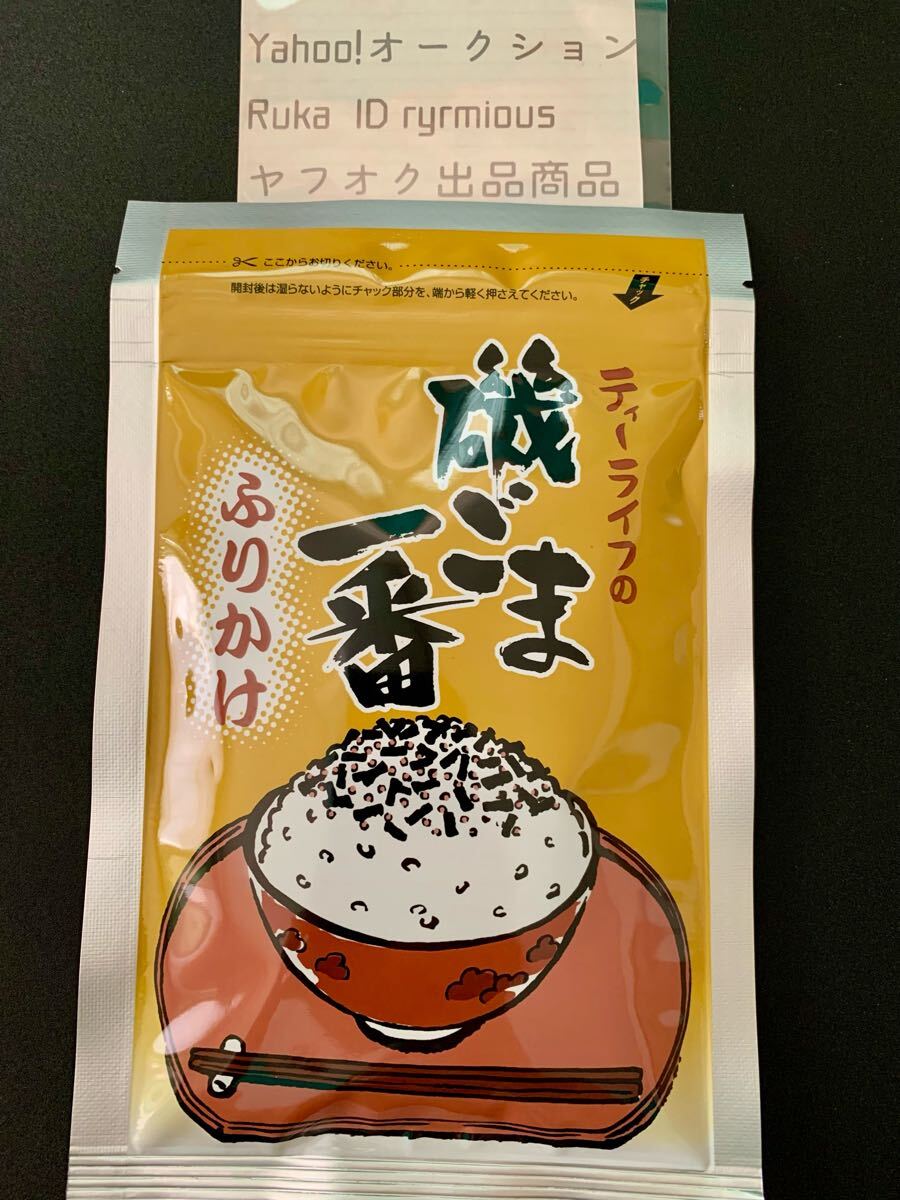 Yahoo!オークション
Ruka ID ryrmious
ヤフオク出品商品
ここからお切りください。
開封後は湿らないようにチャック部分を、端から軽く押さえてください。
チャック
ティーライフの
磯ごま
一番
ふりかけ